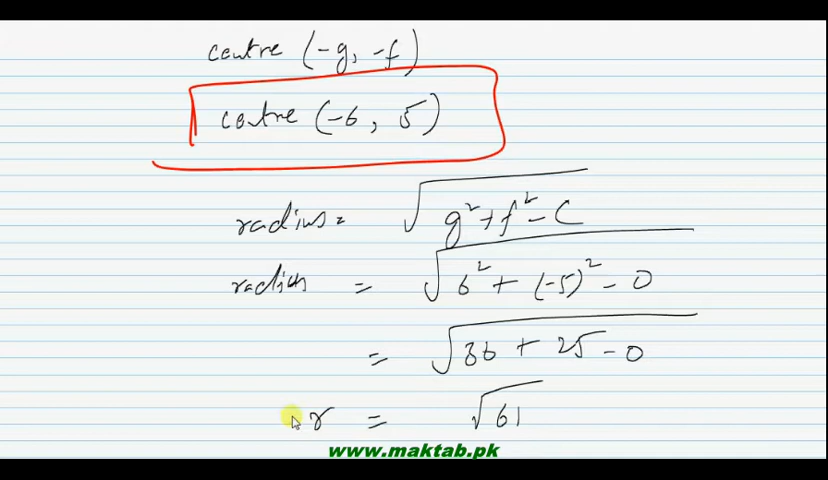 centre (-g, -f)
centre (-6, 5)
radius = √(g² + f² - C)
radius = √(6² + (-5)² - 0)
= √(36 + 25 - 0)
r = √61
www.maktab.pk